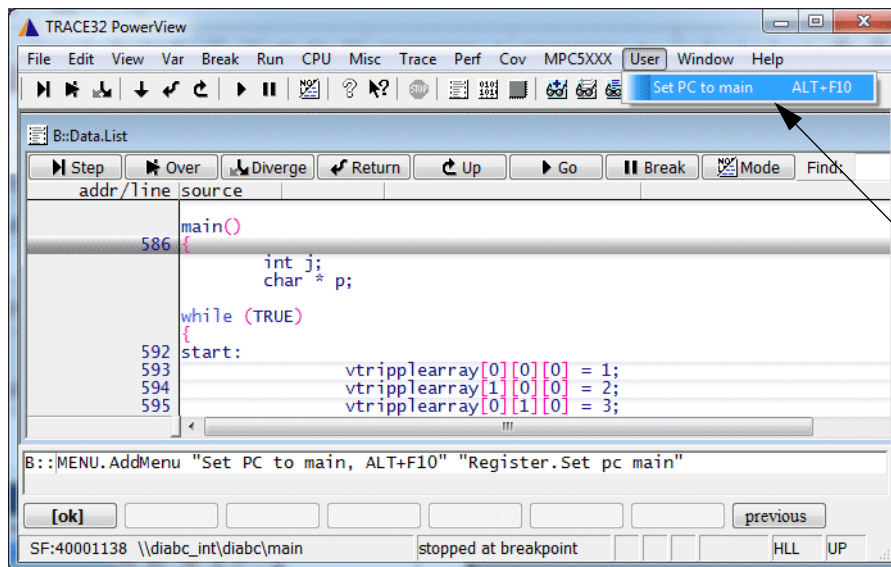 TRACE32 PowerView
File Edit View Var Break Run CPU Misc Trace Perf Cov MPC5XXX User Window Help
Set PC to main ALT+F10
B::Data.List
Step Over Diverge Return Up Go Break Mode Find:
addr/line source
main()
586 {
int j;
char * p;
while (TRUE)
{
592 start:
593 vtripplearray[0][0][0] = 1;
594 vtripplearray[1][0][0] = 2;
595 vtripplearray[0][1][0] = 3;
B::MENU.AddMenu "Set PC to main, ALT+F10" "Register.Set pc main"
[ok] previous
SF:40001138 \\diabc_int\diabc\main stopped at breakpoint HLL UP